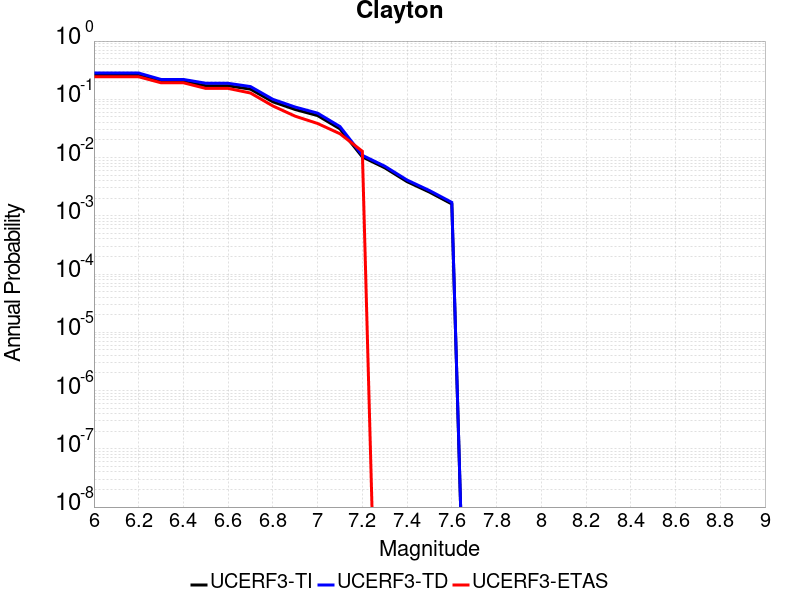 Clayton
10^0
10^-1
10^-2
10^-3
10^-4
10^-5
10^-6
10^-7
10^-8
Annual Probability
6 6.2 6.4 6.6 6.8 7 7.2 7.4 7.6 7.8 8 8.2 8.4 8.6 8.8 9
Magnitude
UCERF3-TI UCERF3-TD UCERF3-ETAS